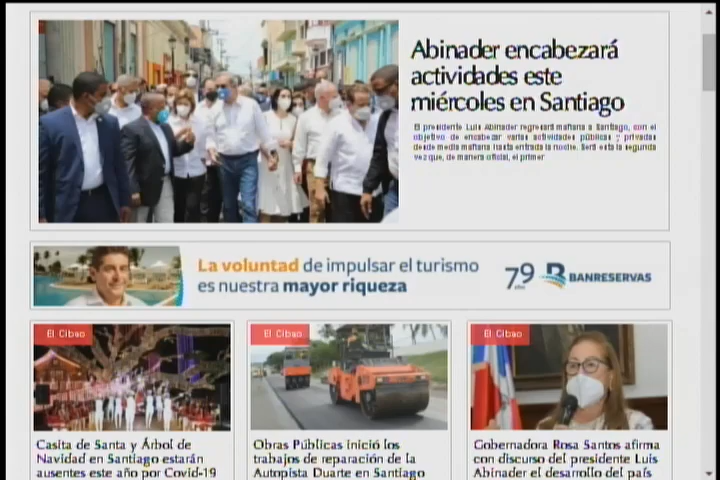 Abinader encabezará
actividades este
miércoles en Santiago
El presidente Luis Abinader regresará mañana a Santiago, con el
objetivo de encabezar varias actividades públicas y privadas
desde media mañana hasta entrada la noche. Será esta la segunda
vez que, de manera oficial, el primer
La voluntad de impulsar el turismo
es nuestra mayor riqueza
79
años
BANRESERVAS
El Cibao
El Cibao
El Cibao
Casita de Santa y Árbol de
Navidad en Santiago estarán
ausentes este año por Covid-19
Obras Públicas inició los
trabajos de reparación de la
Autopista Duarte en Santiago
Gobernadora Rosa Santos afirma
con discurso del presidente Luis
Abinader el desarrollo del país